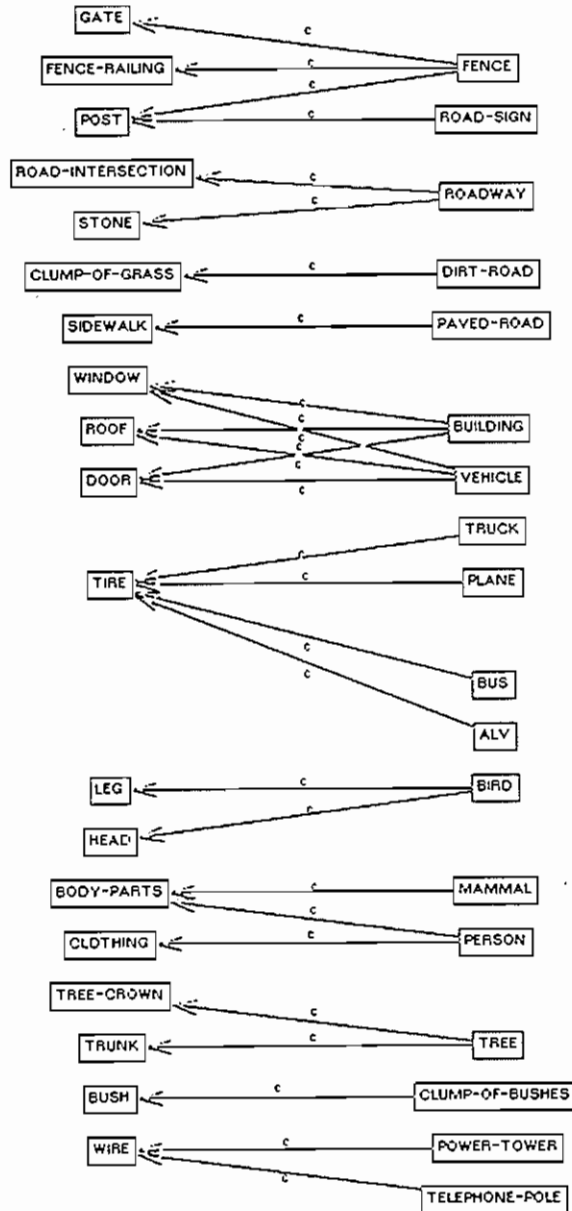 GATE
c
FENCE-RAILING c FENCE
c
POST c ROAD-SIGN
ROAD-INTERSECTION c
ROADWAY
c
STONE
CLUMP-OF-GRASS c DIRT-ROAD
SIDEWALK c PAVED-ROAD
WINDOW
c
ROOF c BUILDING
c
c
DOOR c VEHICLE
c
TRUCK
c
TIRE c PLANE
c
BUS
c
ALV
LEG c BIRD
c
HEAD
BODY-PARTS c MAMMAL
c
CLOTHING c PERSON
TREE-CROWN
c
TRUNK c TREE
BUSH c CLUMP-OF-BUSHES
WIRE c POWER-TOWER
c
TELEPHONE-POLE